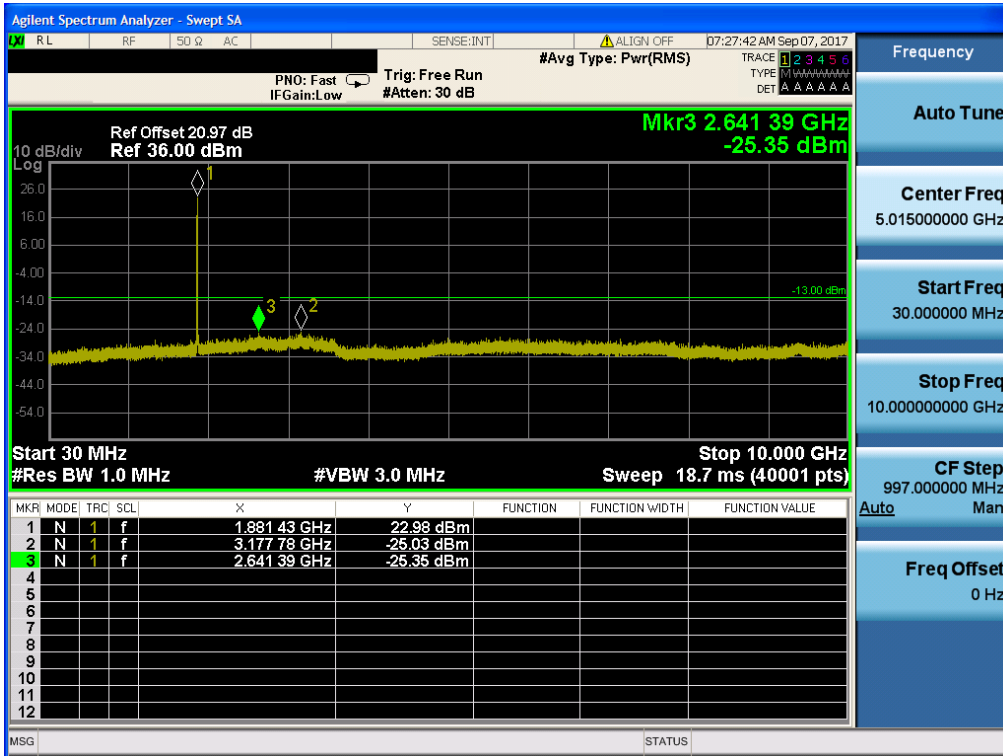 Agilent Spectrum Analyzer - Swept SA
LXI RL RF 50 Ω AC SENSE:INT ALIGN OFF 07:27:42 AM Sep 07, 2017
#Avg Type: Pwr(RMS) TRACE 1 2 3 4 5 6
PNO: Fast Trig: Free Run TYPE M W W W W W
IFGain:Low #Atten: 30 dB DET A A A A A A
Mkr3 2.641 39 GHz
-25.35 dBm
Ref Offset 20.97 dB
10 dB/div Ref 36.00 dBm
Log
1
26.0
16.0
6.00
-4.00
-13.00 dBm
-14.0
3 2
-24.0
-34.0
-44.0
-54.0
Start 30 MHz Stop 10.000 GHz
#Res BW 1.0 MHz #VBW 3.0 MHz Sweep 18.7 ms (40001 pts)
MKR MODE TRC SCL X Y FUNCTION FUNCTION WIDTH FUNCTION VALUE
1 N 1 f 1.881 43 GHz 22.98 dBm
2 N 1 f 3.177 78 GHz -25.03 dBm
3 N 1 f 2.641 39 GHz -25.35 dBm
4
5
6
7
8
9
10
11
12
MSG STATUS
Frequency
Auto Tune
Center Freq
5.015000000 GHz
Start Freq
30.000000 MHz
Stop Freq
10.000000000 GHz
CF Step
997.000000 MHz
Auto Man
Freq Offset
0 Hz